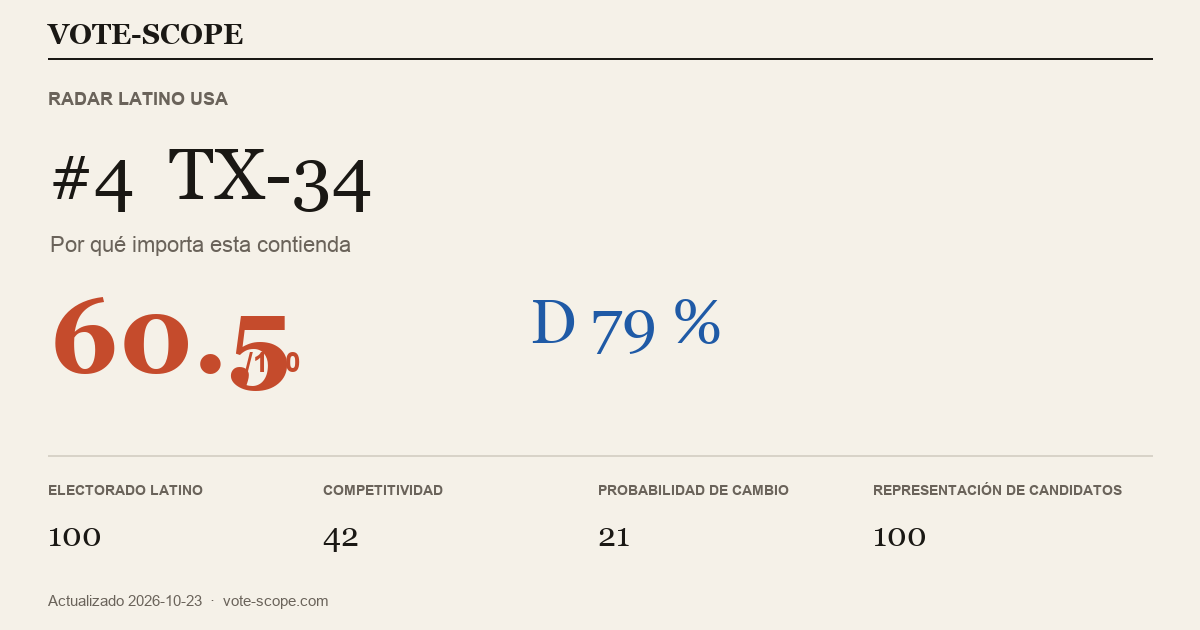 VOTE-SCOPE
RADAR LATINO USA
#4 TX-34
Por qué importa esta contienda
60.5
D 79 %
ELECTORADO LATINO COMPETITIVIDAD PROBABILIDAD DE CAMBIO REPRESENTACIÓN DE CANDIDATOS
100 42 21 100
Actualizado 2026-10-23 · vote-scope.com